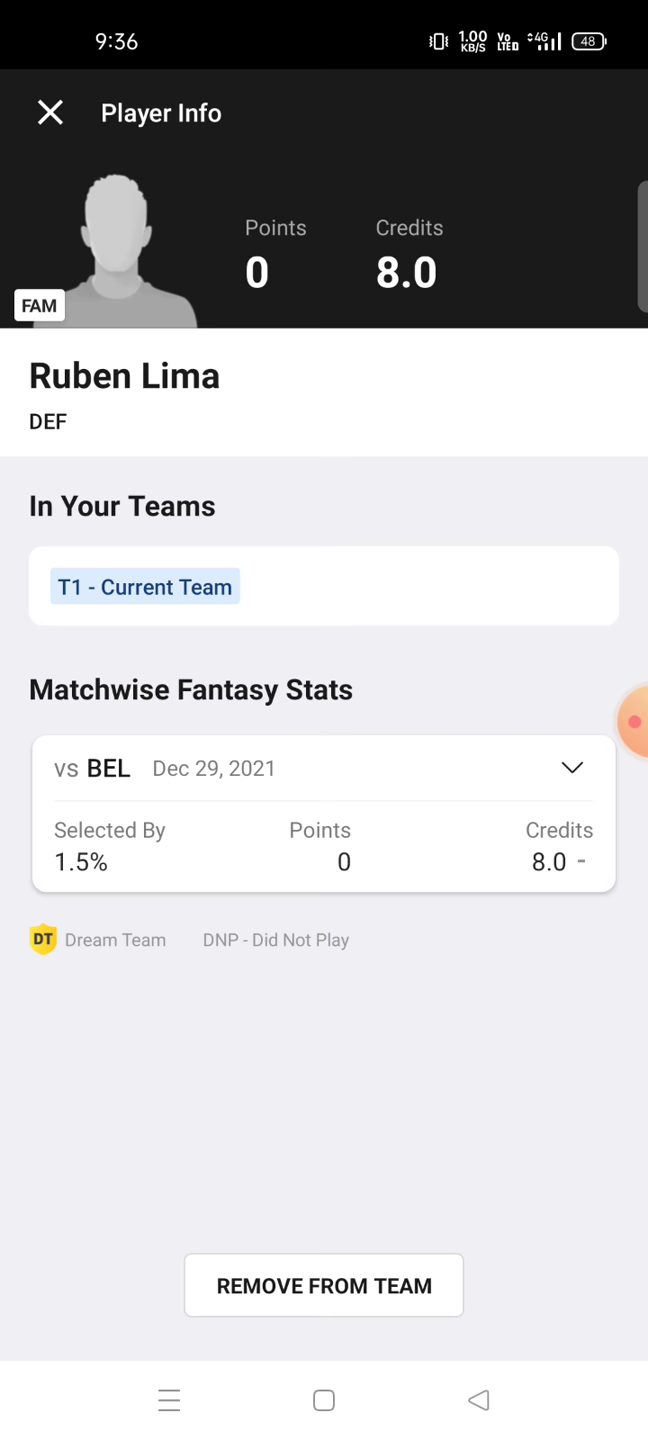 9:36 1.00 KB/S Vo LTE 4G 48
Player Info
Points Credits
0 8.0
FAM
Ruben Lima
DEF
In Your Teams
T1 - Current Team
Matchwise Fantasy Stats
vs BEL Dec 29, 2021
Selected By Points Credits
1.5% 0 8.0 -
DT Dream Team DNP - Did Not Play
REMOVE FROM TEAM